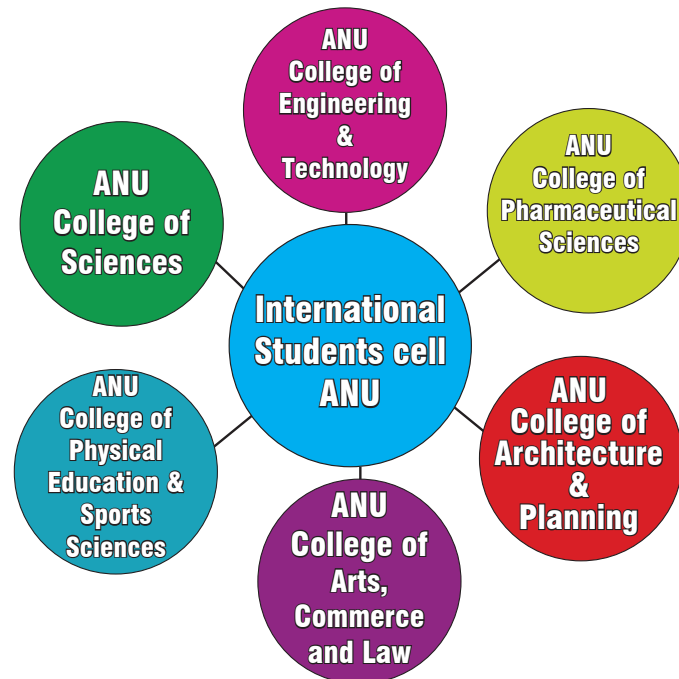 ANU
College of
Engineering
&
Technology
ANU
College of
Pharmaceutical
Sciences
ANU
College of
Sciences
International
Students cell
ANU
ANU
College of
Architecture
&
Planning
ANU
College of
Physical
Education &
Sports
Sciences
ANU
College of
Arts,
Commerce
and Law